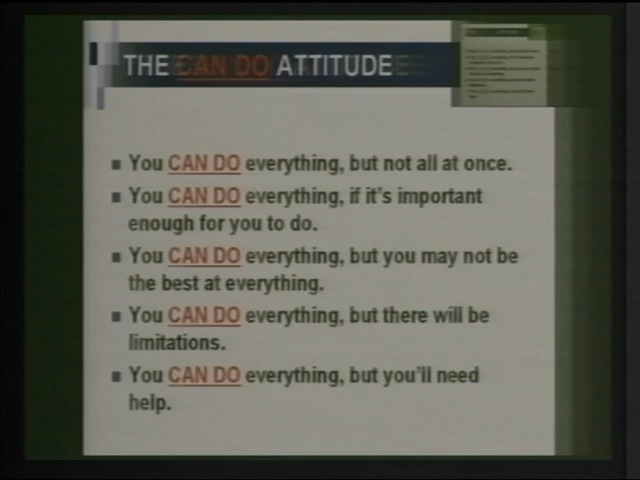 THE CAN DO ATTITUDE
You CAN DO everything, but not all at once.
You CAN DO everything, if it's important
enough for you to do.
You CAN DO everything, but you may not be
the best at everything.
You CAN DO everything, but there will be
limitations.
You CAN DO everything, but you'll need
help.